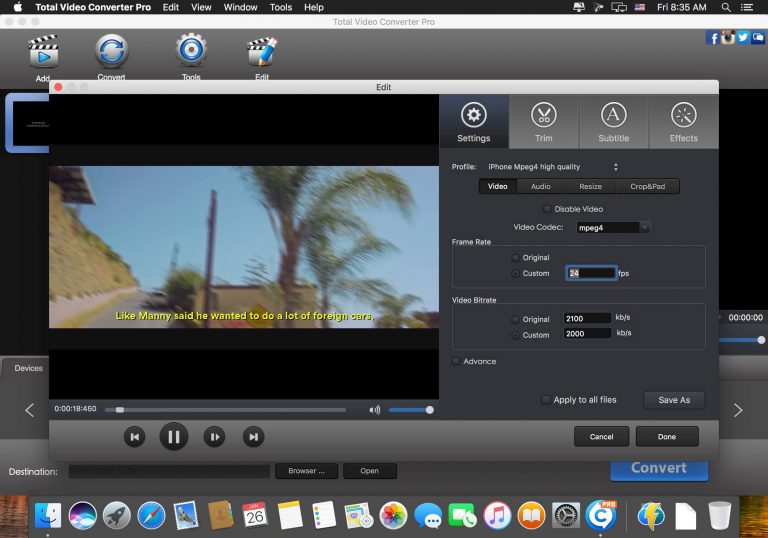 Total Video Converter Pro Edit View Window Tools Help Fri 8:35 AM
Total Video Converter Pro
Add Convert Tools Edit
Edit
Settings Trim Subtitle Effects
Profile: iPhone Mpeg4 high quality
Video Audio Resize Crop&Pad
Disable Video
Video Codec: mpeg4
Frame Rate
Original
Custom 24 fps
Video Bitrate
Original 2100 kb/s
Custom 2000 kb/s
00:00:00
Like Manny said he wanted to do a lot of foreign cars,
Advance
Devices
Apply to all files Save As
0:00:18:450
Cancel Done
Destination: Browser ... Open Convert
JAN
26
PRO